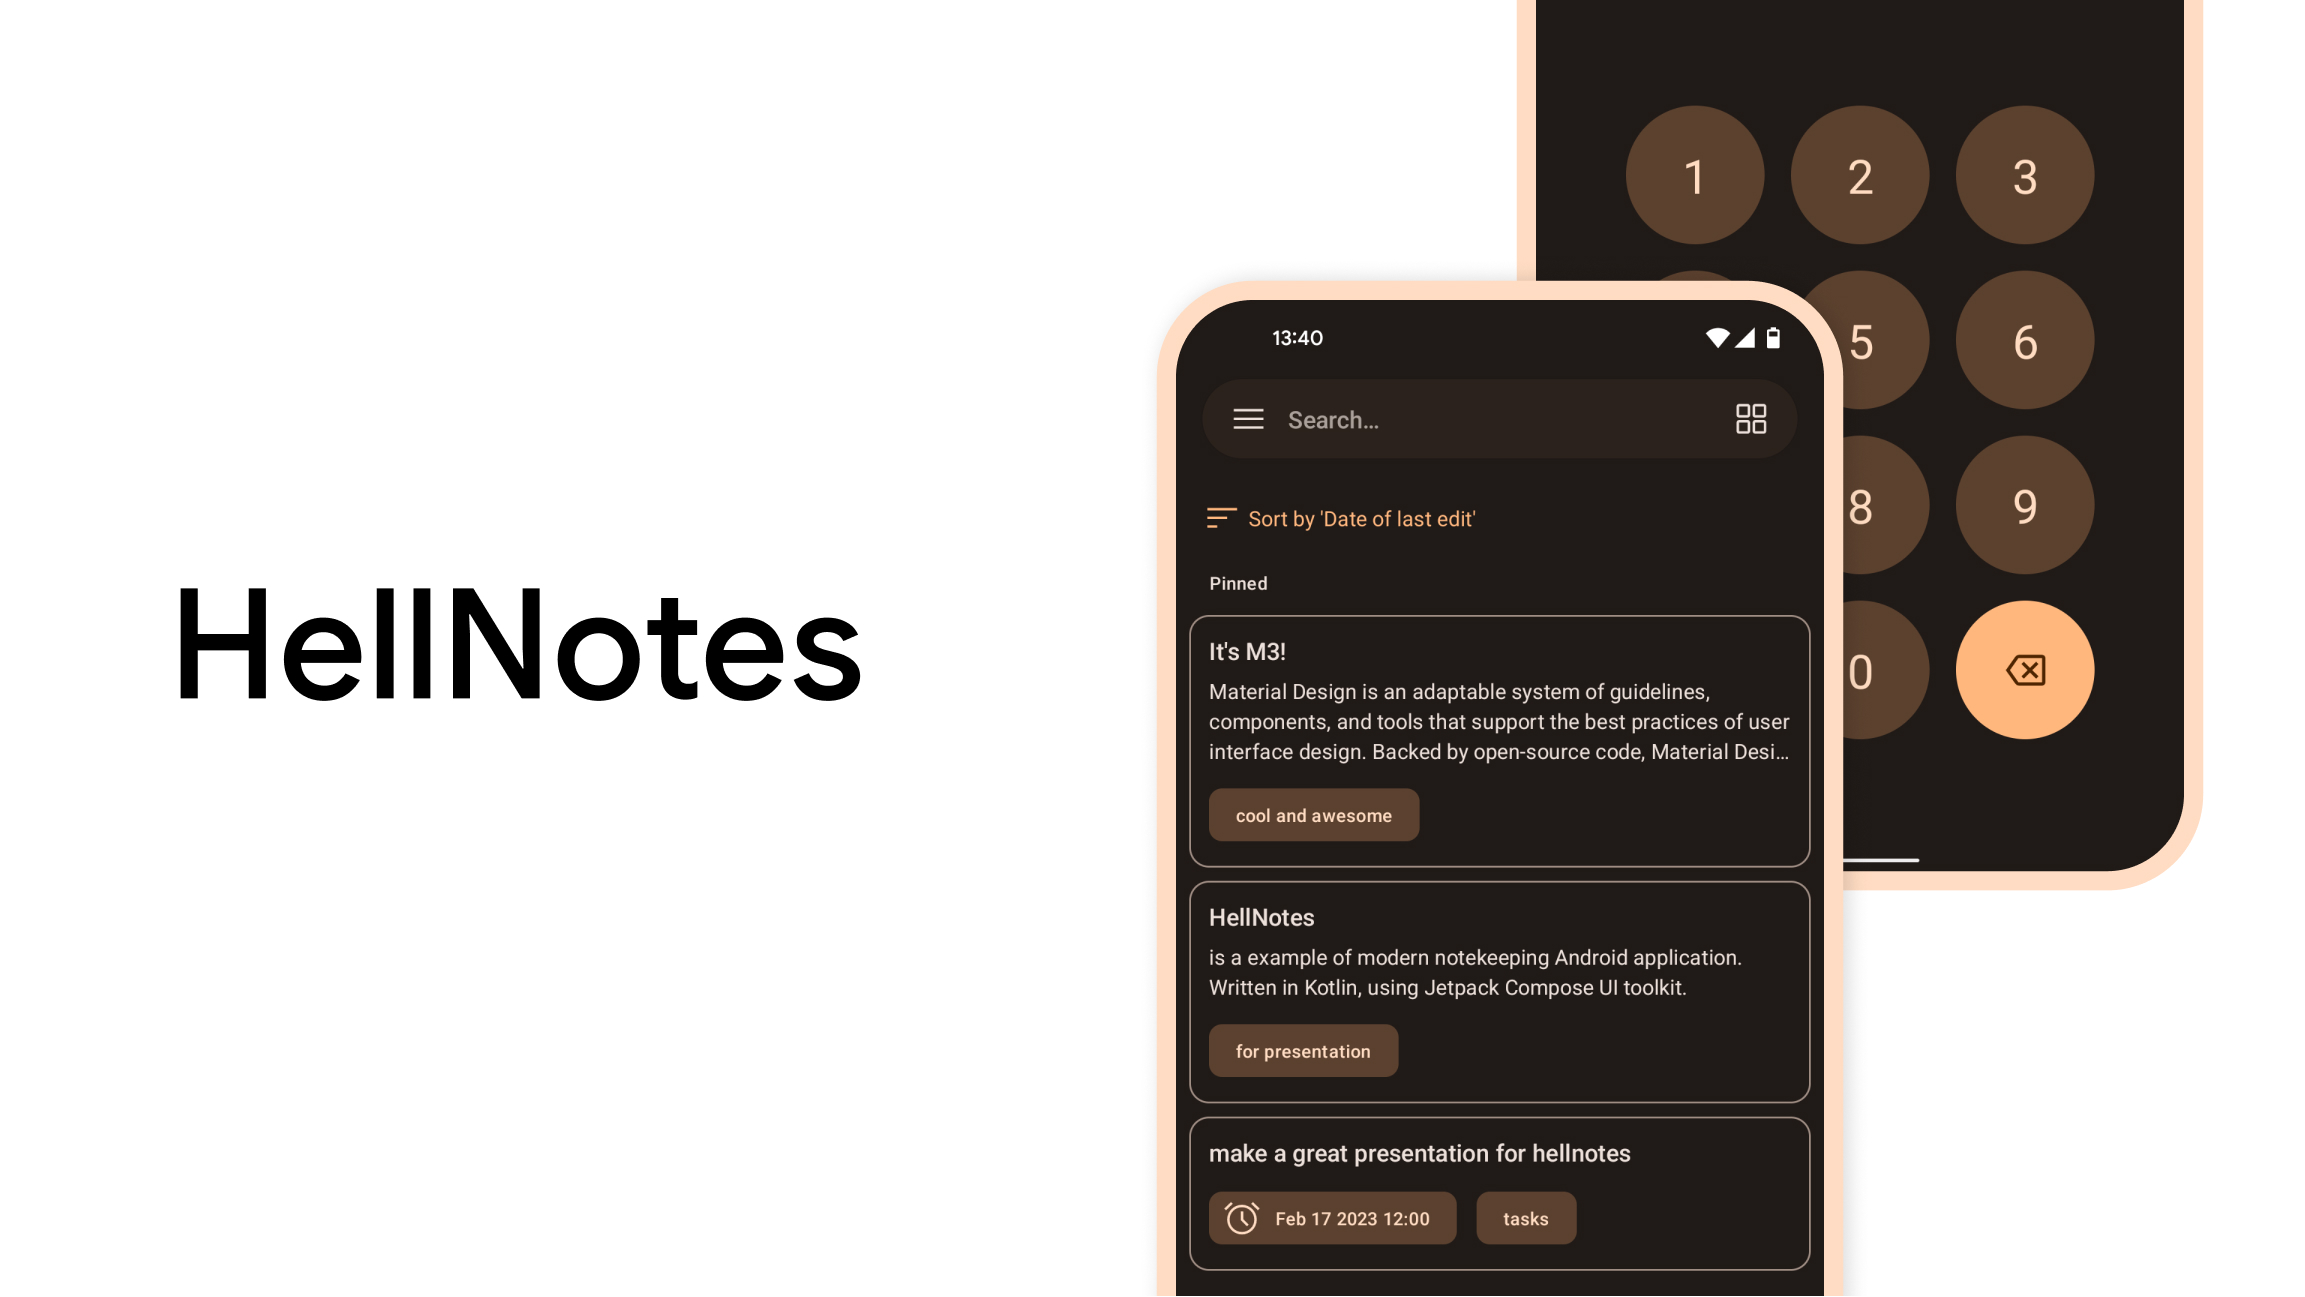 HellNotes
1 2 3
5 6
8 9
0
13:40
Search...
Sort by 'Date of last edit'
Pinned
It's M3!
Material Design is an adaptable system of guidelines,
components, and tools that support the best practices of user
interface design. Backed by open-source code, Material Desi...
cool and awesome
HellNotes
is a example of modern notekeeping Android application.
Written in Kotlin, using Jetpack Compose UI toolkit.
for presentation
make a great presentation for hellnotes
Feb 17 2023 12:00 tasks